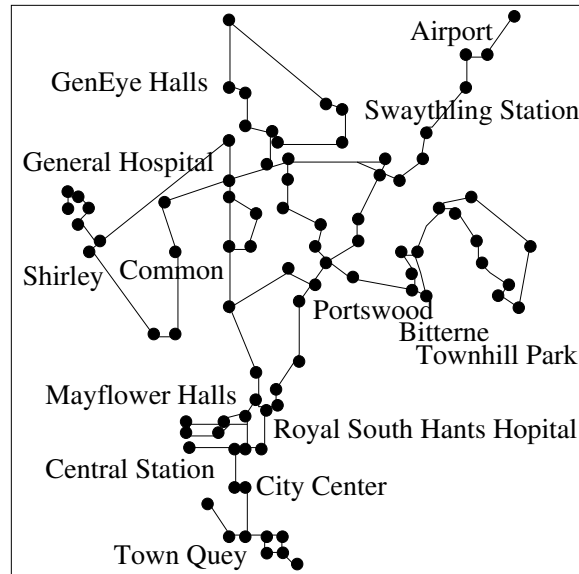 Airport
GenEye Halls
Swaythling Station
General Hospital
Shirley
Common
Portswood
Bitterne
Townhill Park
Mayflower Halls
Royal South Hants Hopital
Central Station
City Center
Town Quey